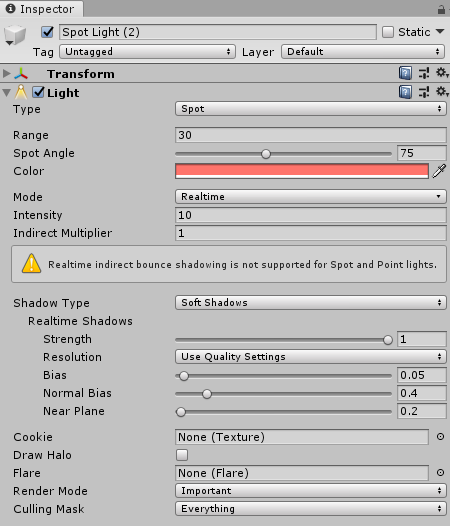 Inspector
Spot Light (2) Static
Tag Untagged Layer Default
Transform
Light
Type Spot
Range 30
Spot Angle 75
Color
Mode Realtime
Intensity 10
Indirect Multiplier 1
Realtime indirect bounce shadowing is not supported for Spot and Point lights.
Shadow Type Soft Shadows
Realtime Shadows
Strength 1
Resolution Use Quality Settings
Bias 0.05
Normal Bias 0.4
Near Plane 0.2
Cookie None (Texture)
Draw Halo
Flare None (Flare)
Render Mode Important
Culling Mask Everything